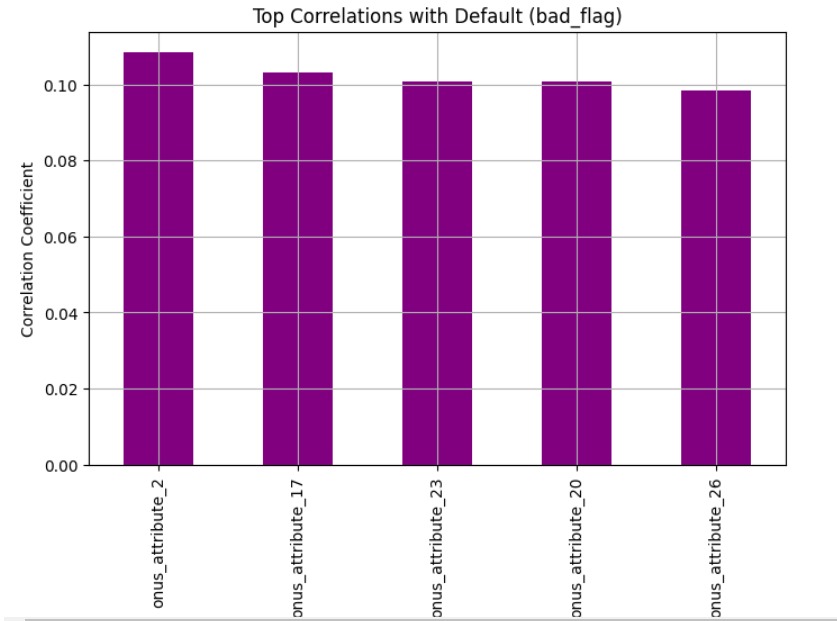 Top Correlations with Default (bad_flag)
Correlation Coefficient
0.10
0.08
0.06
0.04
0.02
0.00
onus_attribute_2
onus_attribute_17
onus_attribute_23
onus_attribute_20
onus_attribute_26